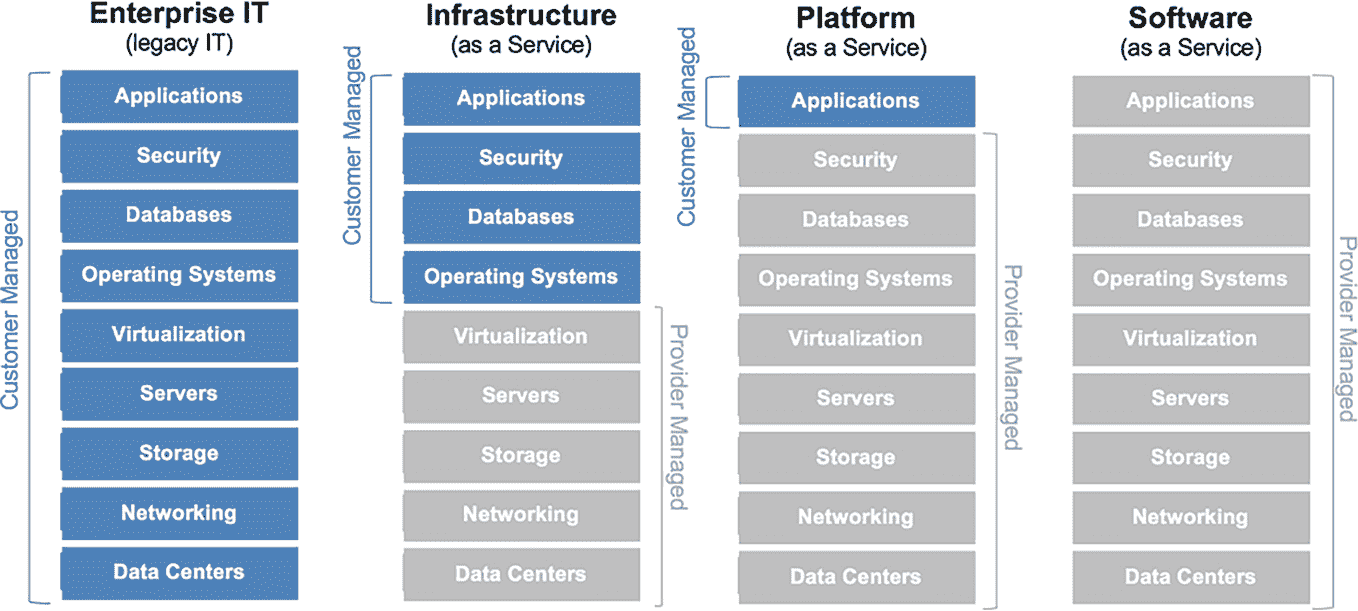 Enterprise IT
(legacy IT)
Customer Managed
Applications
Security
Databases
Operating Systems
Virtualization
Servers
Storage
Networking
Data Centers
Infrastructure
(as a Service)
Customer Managed
Applications
Security
Databases
Operating Systems
Virtualization
Servers
Storage
Networking
Data Centers
Provider Managed
Platform
(as a Service)
Customer Managed
Applications
Security
Databases
Operating Systems
Virtualization
Servers
Storage
Networking
Data Centers
Provider Managed
Software
(as a Service)
Applications
Security
Databases
Operating Systems
Virtualization
Servers
Storage
Networking
Data Centers
Provider Managed